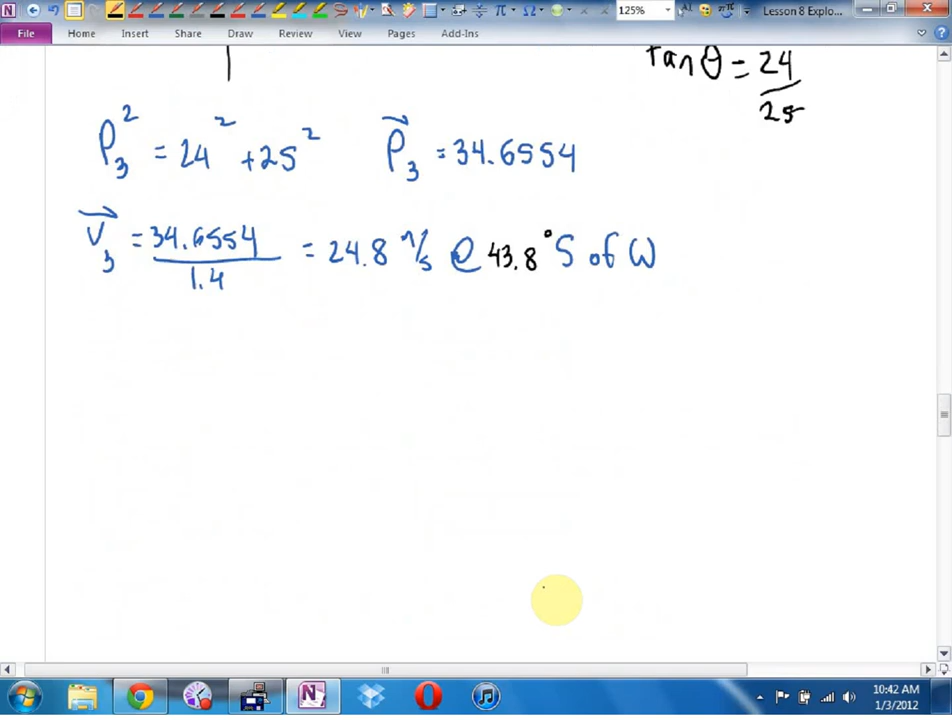 125%
Lesson 8 Explo...
File Home Insert Share Draw Review View Pages Add-Ins
tan θ = 24/25
P₃² = 24² + 25² P⃗₃ = 34.6554
V⃗₃ = 34.6554/1.4 = 24.8 m/s @ 43.8° S of W
10:42 AM
1/3/2012